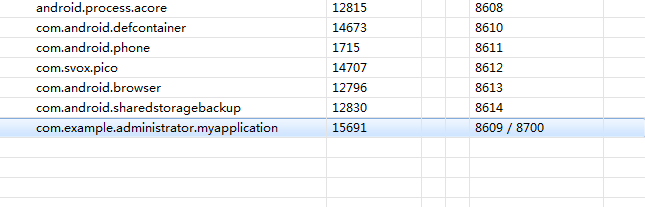 android.process.acore 12815 8608
com.android.defcontainer 14673 8610
com.android.phone 1715 8611
com.svox.pico 14707 8612
com.android.browser 12796 8613
com.android.sharedstoragebackup 12830 8614
com.example.administrator.myapplication 15691 8609 / 8700